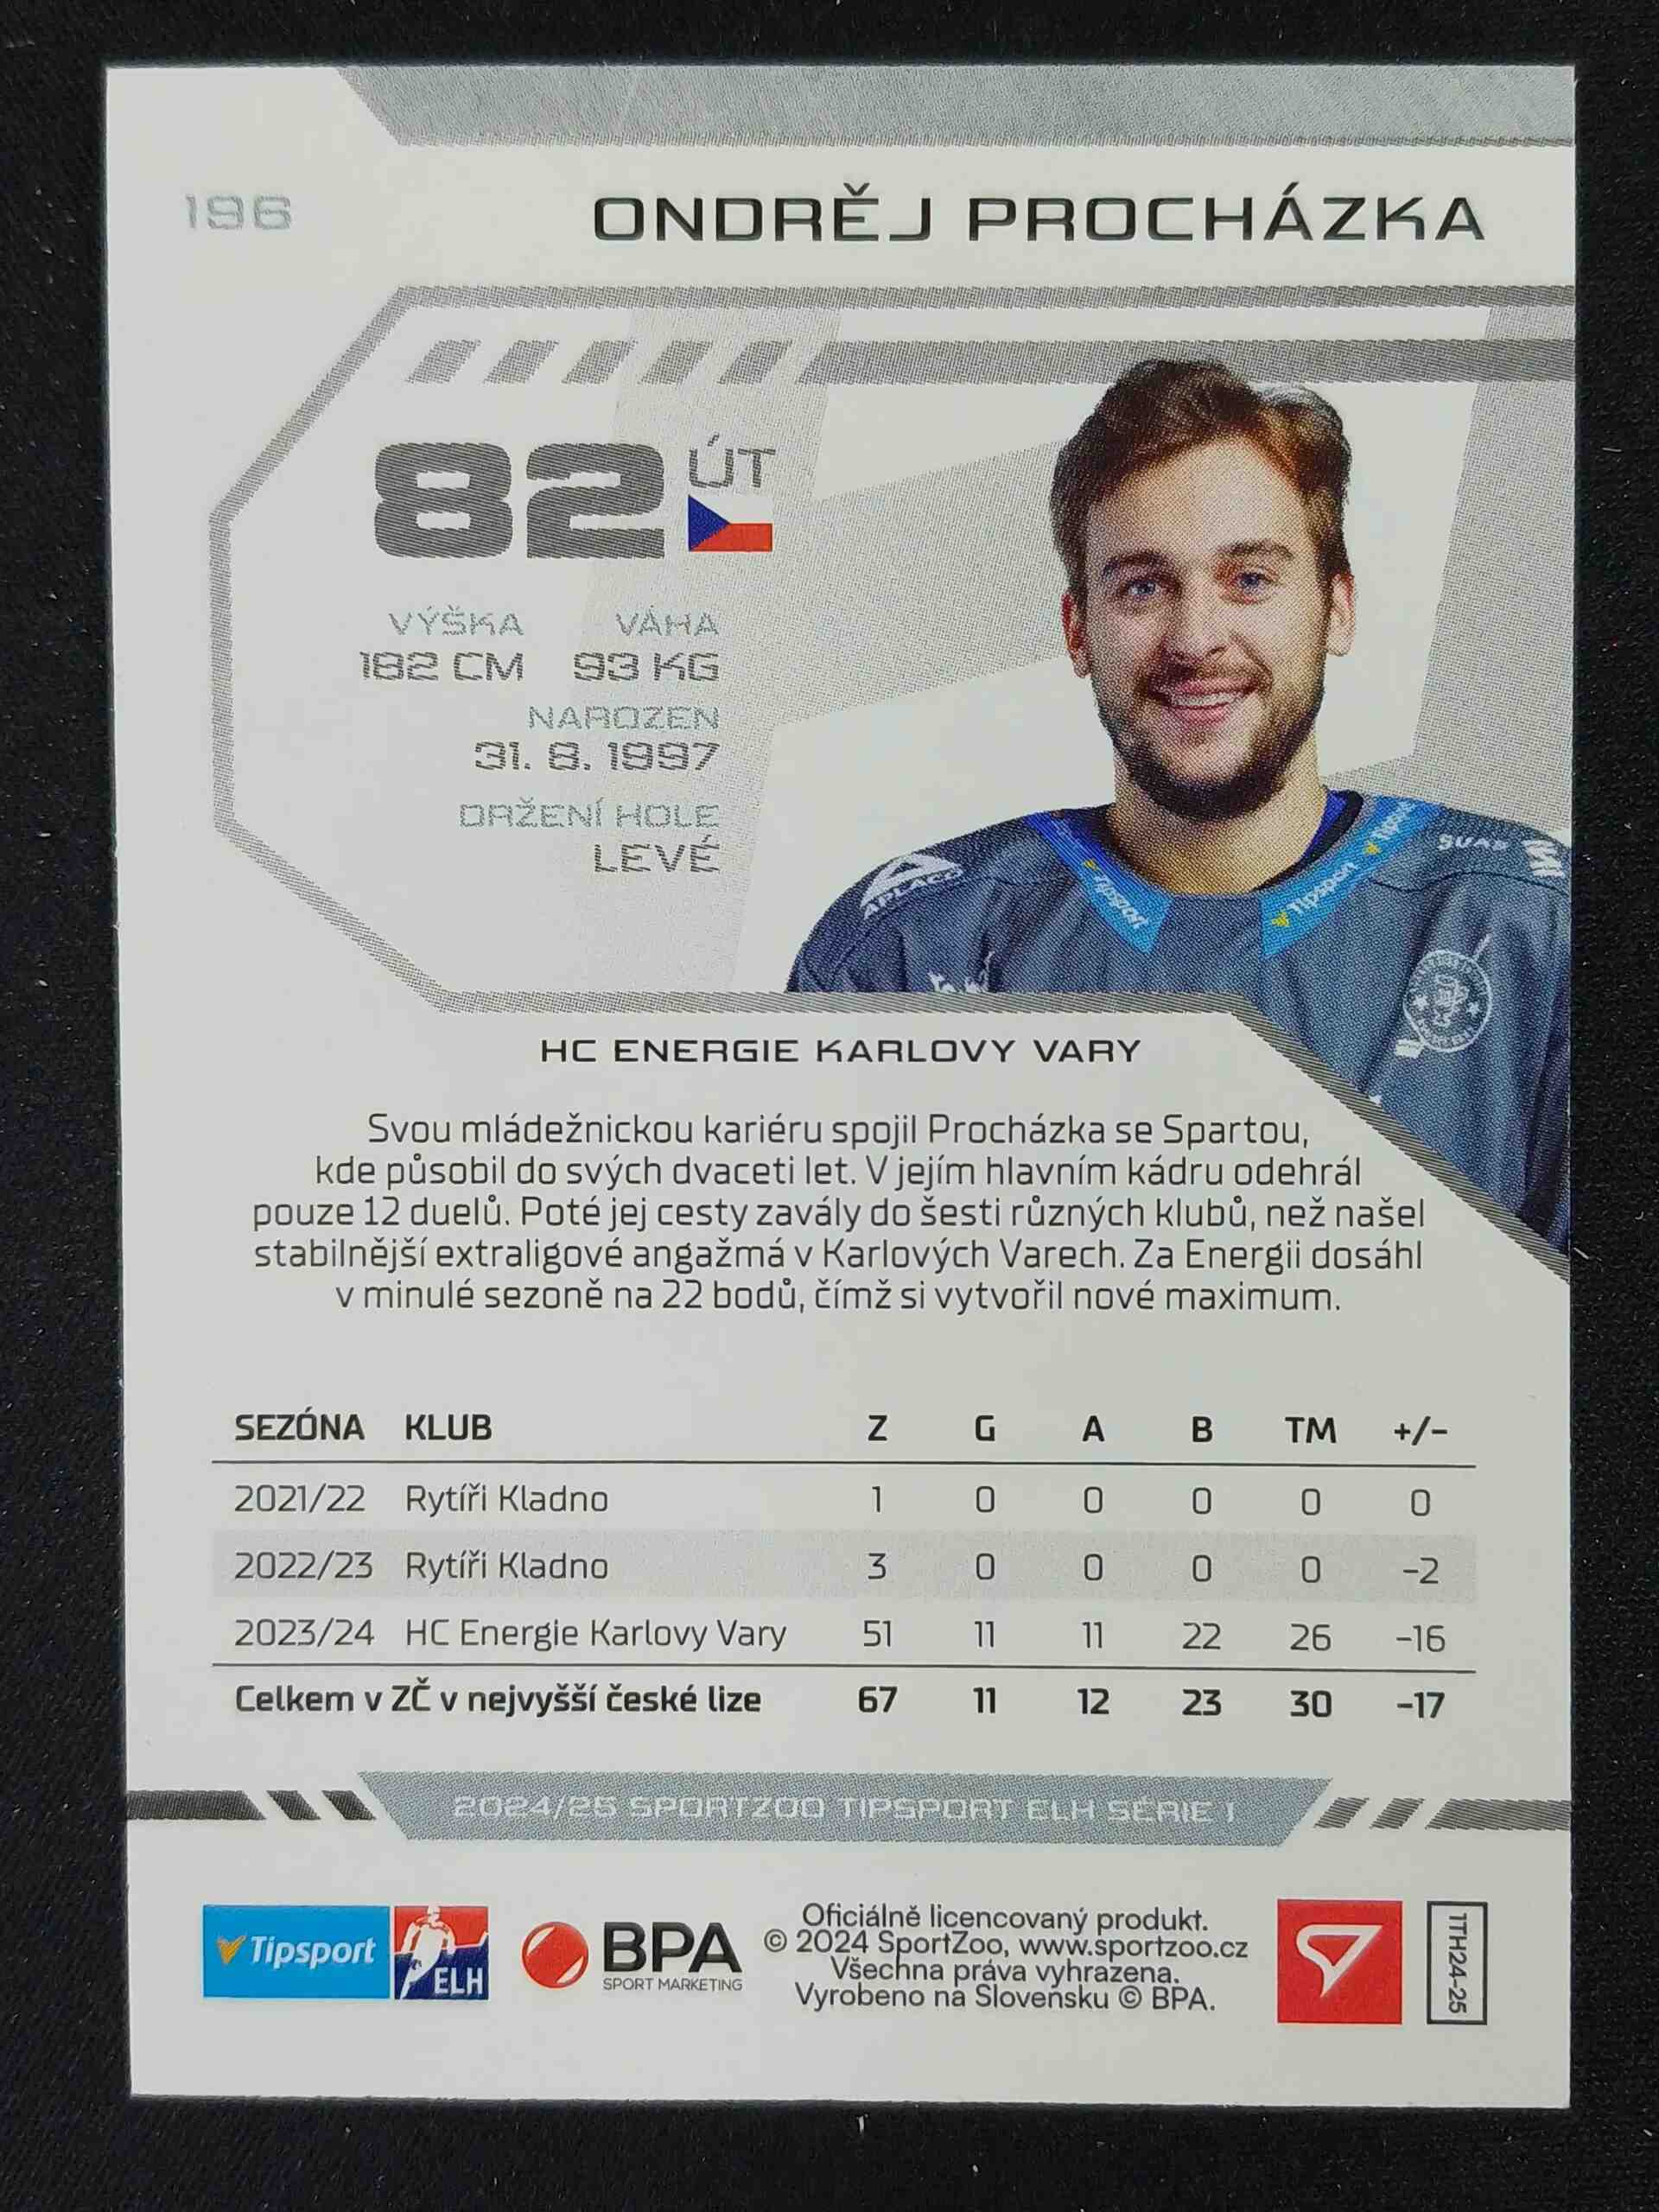 196
ONDŘEJ PROCHÁZKA
82 ÚT
VÝŠKA VÁHA
182 CM 93 KG
NAROZEN
31. 8. 1997
DRŽENÍ HOLE
LEVÉ
APLACO
Tipsport
Tipsport
Tipsport
SUAS
HC ENERGIE KARLOVY VARY
Svou mládežnickou kariéru spojil Procházka se Spartou,
kde působil do svých dvaceti let. V jejím hlavním kádru odehrál
pouze 12 duelů. Poté jej cesty zavály do šesti různých klubů, než našel
stabilnější extraligové angažmá v Karlových Varech. Za Energii dosáhl
v minulé sezoně na 22 bodů, čímž si vytvořil nové maximum.
SEZÓNA KLUB Z G A B TM +/-
2021/22 Rytíři Kladno 1 0 0 0 0 0
2022/23 Rytíři Kladno 3 0 0 0 0 -2
2023/24 HC Energie Karlovy Vary 51 11 11 22 26 -16
Celkem v ZČ v nejvyšší české lize 67 11 12 23 30 -17
2024/25 SPORTZOO TIPSPORT ELH SÉRIE 1
Tipsport ELH
BPA
SPORT MARKETING
Oficiálně licencovaný produkt.
© 2024 SportZoo, www.sportzoo.cz
Všechna práva vyhrazena.
Vyrobeno na Slovensku © BPA.
1TH24-25